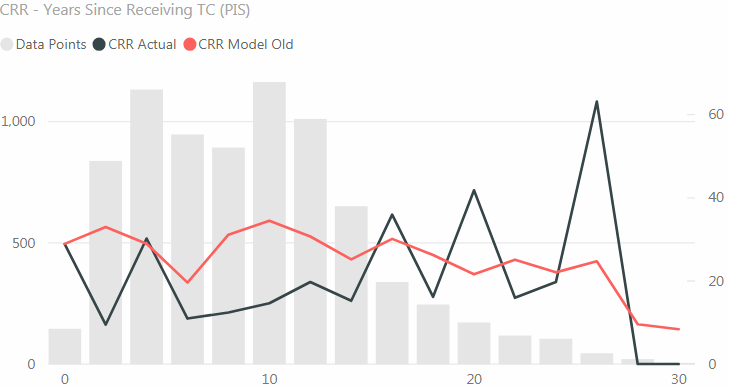 CRR - Years Since Receiving TC (PIS)
Data Points CRR Actual CRR Model Old
1,000
500
0
60
40
20
0
0 10 20 30